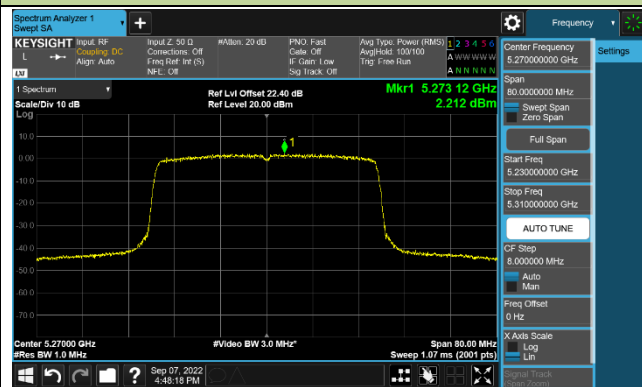 Spectrum Analyzer 1
Swept SA
Frequency
KEYSIGHT
Input: RF
Coupling: DC
Align: Auto
Input Z: 50 Ω
Corrections: Off
Freq Ref: Int (S)
NFE: Off
#Atten: 20 dB
PNO: Fast
Gate: Off
IF Gain: Low
Sig Track: Off
Avg Type: Power (RMS)
Avg|Hold: 100/100
Trig: Free Run
1 2 3 4 5 6
A W W W W W
A N N N N N
L
LXI
1 Spectrum
Scale/Div 10 dB
Log
Ref Lvl Offset 22.40 dB
Ref Level 20.00 dBm
Mkr1 5.273 12 GHz
2.212 dBm
1
10.0
0.00
-10.0
-20.0
-30.0
-40.0
-50.0
-60.0
-70.0
Center 5.27000 GHz
#Res BW 1.0 MHz
#Video BW 3.0 MHz*
Span 80.00 MHz
Sweep 1.07 ms (2001 pts)
Sep 07, 2022
4:48:18 PM
Center Frequency
5.270000000 GHz
Settings
Span
80.0000000 MHz
Swept Span
Zero Span
Full Span
Start Freq
5.230000000 GHz
Stop Freq
5.310000000 GHz
AUTO TUNE
CF Step
8.000000 MHz
Auto
Man
Freq Offset
0 Hz
X Axis Scale
Log
Lin
Signal Track
(Span Zoom)